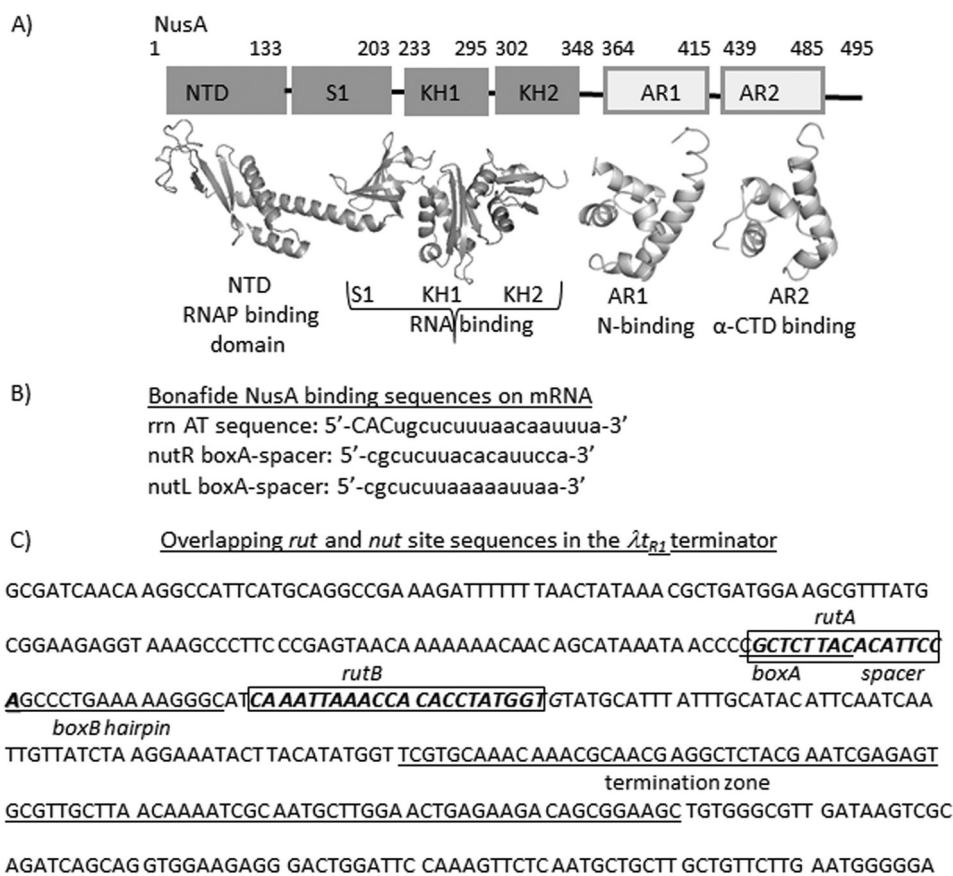 A) NusA
1 133 203 233 295 302 348 364 415 439 485 495
NTD S1 KH1 KH2 AR1 AR2
S1 KH1 KH2
NTD RNA binding AR1 AR2
RNAP binding N-binding α-CTD binding
domain
B) Bonafide NusA binding sequences on mRNA
rrn AT sequence: 5’-CACugcucuuuaacaauuua-3’
nutR boxA-spacer: 5’-cgcucuuacacauucca-3’
nutL boxA-spacer: 5’-cgcucuuaaaaauuaa-3’
C) Overlapping rut and nut site sequences in the λtR1 terminator
GCGATCAACA AGGCCATTCATGCAGGCCGA AAGATTTTTT TAACTATAAA CGCTGATGGA AGCGTTTATG
rutA
CGGAAGAGGT AAAGCCCTTC CCGAGTAACA AAAAAACAAC AGCATAAATA ACCCCGCTCTTACACATTCC
rutB boxA spacer
AGCCCTGAAA AAGGGCAT CAAATTAAACCA CACCTATGGTGTATGCATTT ATTTGCATAC ATTCAATCAA
boxB hairpin
TTGTTATCTA AGGAAATACT TACATATGGT TCGTGCAAAC AAACGCAACG AGGCTCTACG AATCGAGAGT
termination zone
GCGTTGCTTA ACAAAATCGC AATGCTTGGA ACTGAGAAGA CAGCGGAAGC TGTGGGCGTT GATAAGTCGC
AGATCAGCAG GTGGAAGAGG GACTGGATTC CAAAGTTCTC AATGCTGCTT GCTGTTCTTG AATGGGGGA